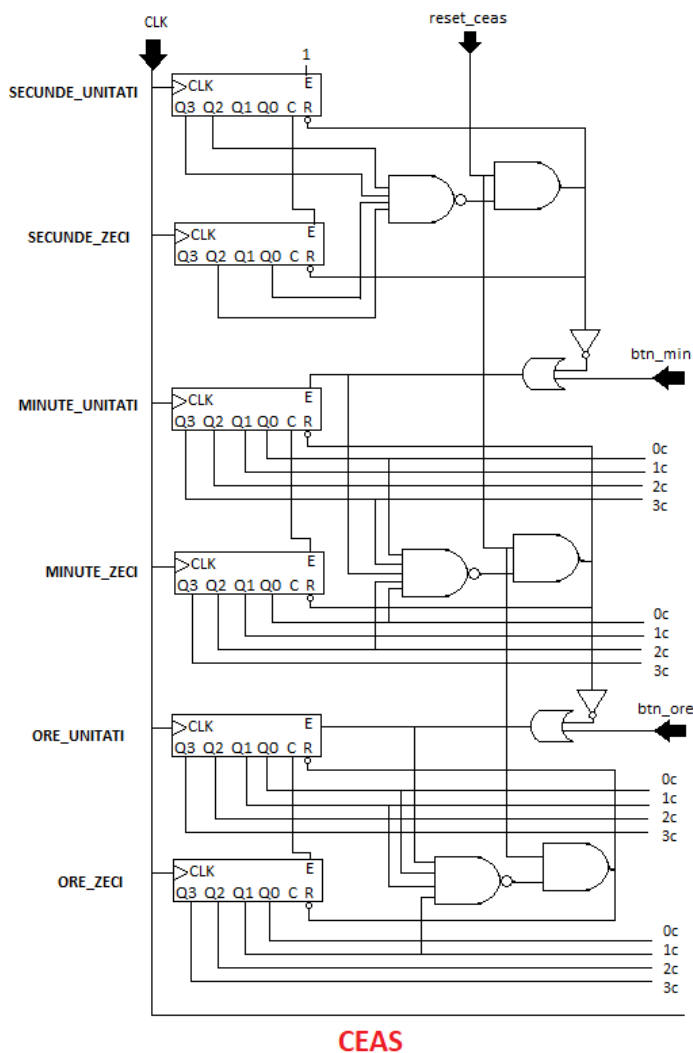 CLK
reset_ceas
1
SECUNDE_UNITATI
CLK
E
Q3 Q2 Q1 Q0 C R
SECUNDE_ZECI
CLK
E
Q3 Q2 Q1 Q0 C R
btn_min
MINUTE_UNITATI
CLK
E
Q3 Q2 Q1 Q0 C R
0c
1c
2c
3c
MINUTE_ZECI
CLK
E
Q3 Q2 Q1 Q0 C R
0c
1c
2c
3c
btn_ore
ORE_UNITATI
CLK
E
Q3 Q2 Q1 Q0 C R
0c
1c
2c
3c
ORE_ZECI
CLK
E
Q3 Q2 Q1 Q0 C R
0c
1c
2c
3c
CEAS